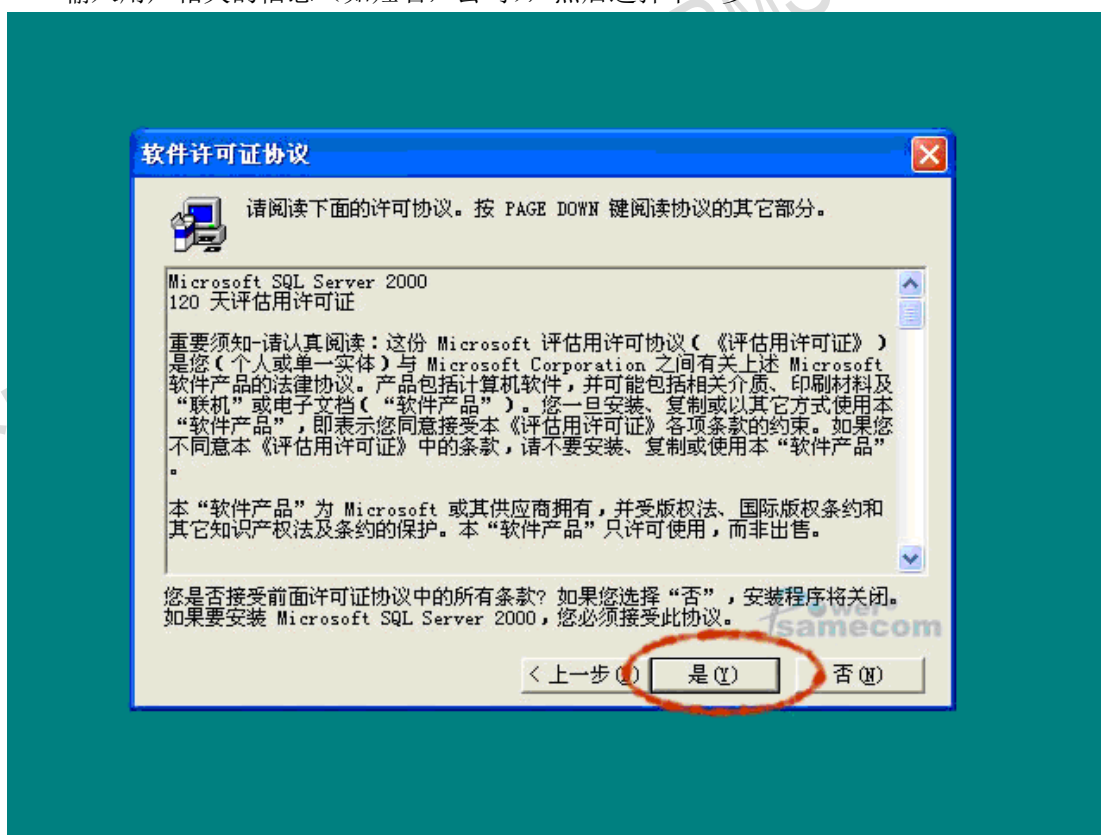 软件许可证协议
请阅读下面的许可协议。按 PAGE DOWN 键阅读协议的其它部分。
Microsoft SQL Server 2000
120 天评估用许可证
重要须知-请认真阅读：这份 Microsoft 评估用许可协议(《评估用许可证》)
是您(个人或单一实体)与 Microsoft Corporation 之间有关上述 Microsoft
软件产品的法律协议。产品包括计算机软件，并可能包括相关介质、印刷材料及
“联机”或电子文档(“软件产品”)。您一旦安装、复制或以其它方式使用本
“软件产品”，即表示您同意接受本《评估用许可证》各项条款的约束。如果您
不同意本《评估用许可证》中的条款，请不要安装、复制或使用本“软件产品”
。
本“软件产品”为 Microsoft 或其供应商拥有，并受版权法、国际版权条约和
其它知识产权法及条约的保护。本“软件产品”只许可使用，而非出售。
您是否接受前面许可证协议中的所有条款? 如果您选择“否”，安装程序将关闭。
如果要安装 Microsoft SQL Server 2000，您必须接受此协议。
Power
samecom
< 上一步 是(Y) 否(N)